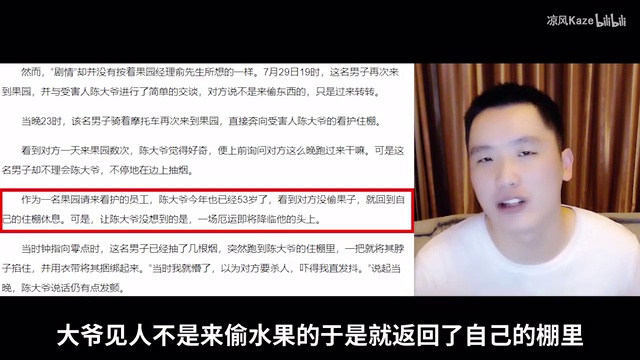 凉风Kaze bilibili
然而，“剧情”却并没有按着果园经理俞先生所想的一样。7月29日19时，这名男子再次来
到果园，并与受害人陈大爷进行了简单的交谈，对方说不是来偷东西的，只是过来转转。
当晚23时，该名男子骑着摩托车再次来到果园，直接奔向受害人陈大爷的看护住棚。
看到对方一天来果园数次，陈大爷觉得好奇，便上前询问对方这么晚跑过来干嘛。可是这
名男子却不理会陈大爷，不停地在边上抽烟。
作为一名果园请来看护的员工，陈大爷今年也已经53岁了，看到对方没偷果子，就回到自
己的住棚休息。可是，让陈大爷没想到的是，一场厄运即将降临他的头上。
当时钟指向零点时，这名男子已经抽了几根烟，突然跑到陈大爷的住棚里，一把就将其脖
子掐住，并用衣带将其捆绑起来。“当时我就懵了，以为对方要杀人，吓得我直发抖。”说起当
晚，陈大爷说话仍有点发颤。
大爷见人不是来偷水果的于是就返回了自己的棚里